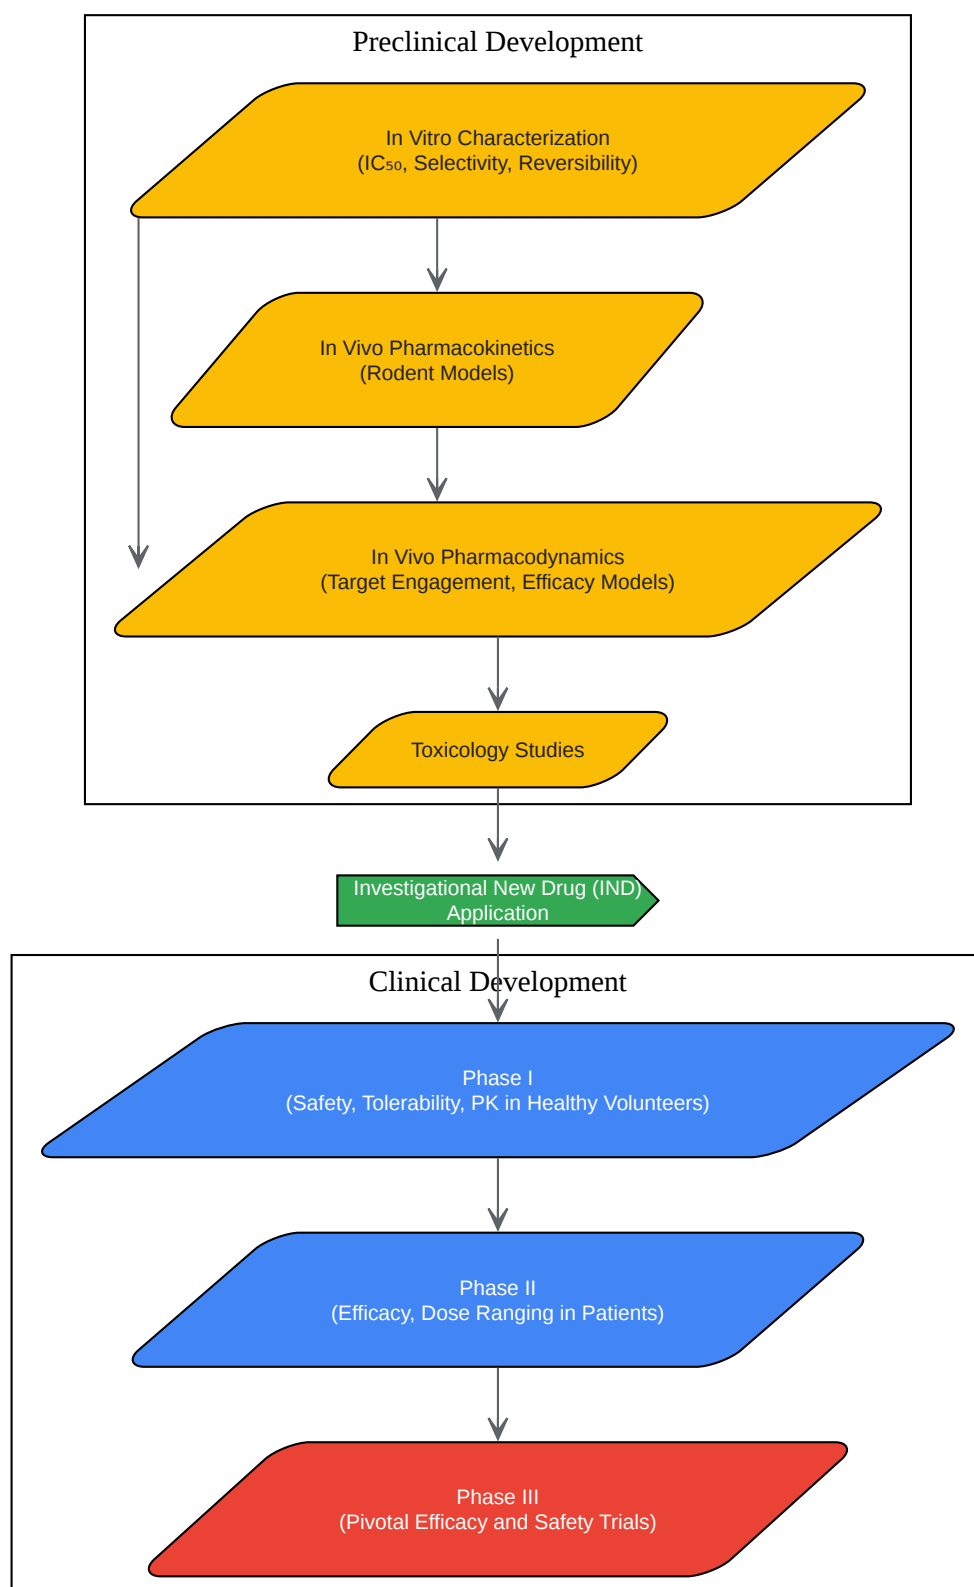 Preclinical Development
In Vitro Characterization
(IC₅₀, Selectivity, Reversibility)
In Vivo Pharmacokinetics
(Rodent Models)
In Vivo Pharmacodynamics
(Target Engagement, Efficacy Models)
Toxicology Studies
Investigational New Drug (IND)
Application
Clinical Development
Phase I
(Safety, Tolerability, PK in Healthy Volunteers)
Phase II
(Efficacy, Dose Ranging in Patients)
Phase III
(Pivotal Efficacy and Safety Trials)